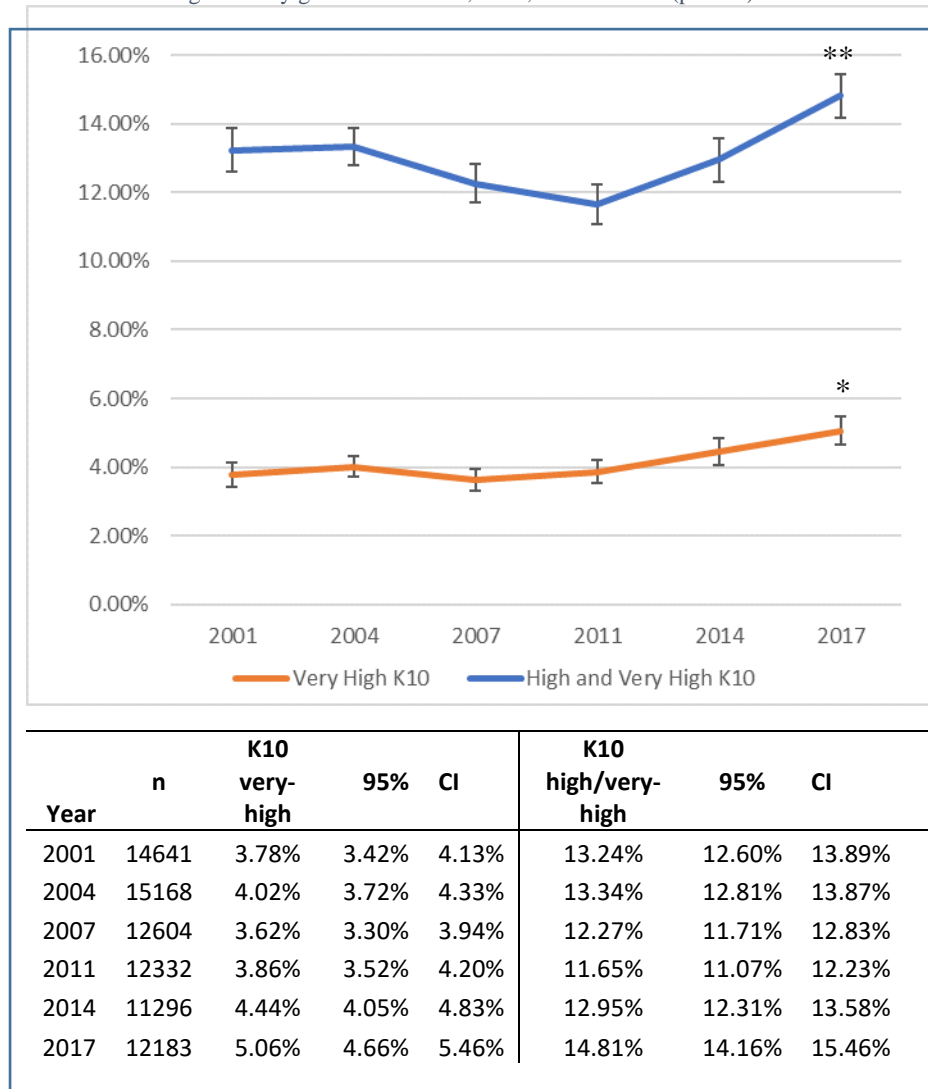 16.00%
**
14.00%
12.00%
10.00%
8.00%
6.00%
*
4.00%
2.00%
0.00%
2001 2004 2007 2011 2014 2017
Very High K10 High and Very High K10
Year n K10 very-high 95% CI K10 high/very-high 95% CI
2001 14641 3.78% 3.42% 4.13% 13.24% 12.60% 13.89%
2004 15168 4.02% 3.72% 4.33% 13.34% 12.81% 13.87%
2007 12604 3.62% 3.30% 3.94% 12.27% 11.71% 12.83%
2011 12332 3.86% 3.52% 4.20% 11.65% 11.07% 12.23%
2014 11296 4.44% 4.05% 4.83% 12.95% 12.31% 13.58%
2017 12183 5.06% 4.66% 5.46% 14.81% 14.16% 15.46%